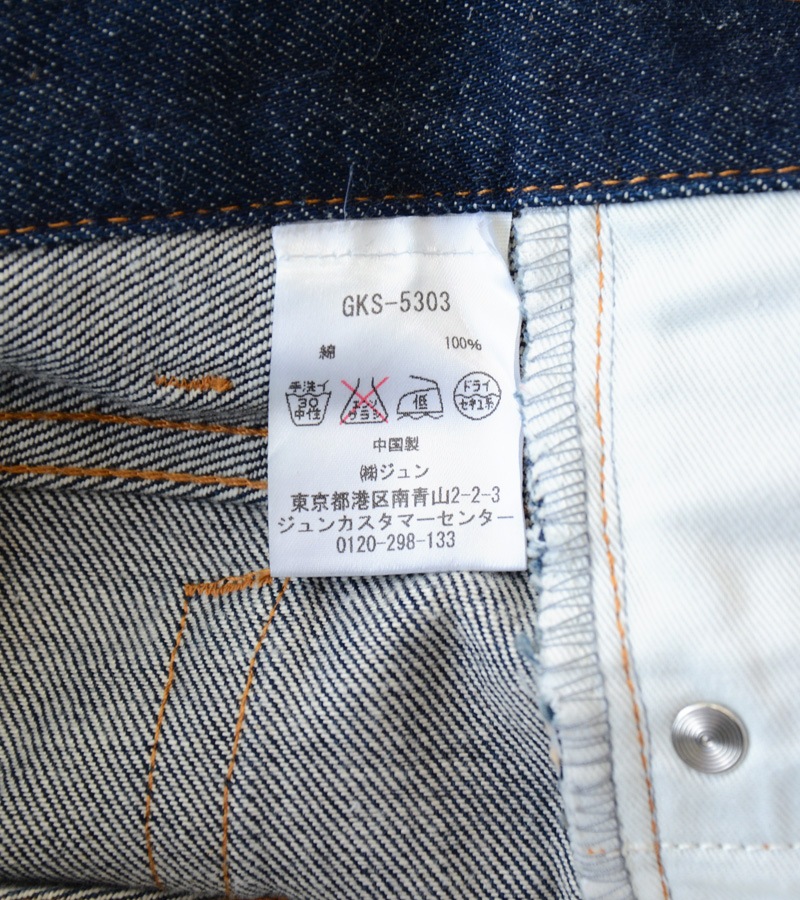 GKS-5303
綿 100%
手洗イ 30 中性 エンソ サラシ 低 ドライ セキユ系
中国製
㈱ジュン
東京都港区南青山2-2-3
ジュンカスタマーセンター
0120-298-133